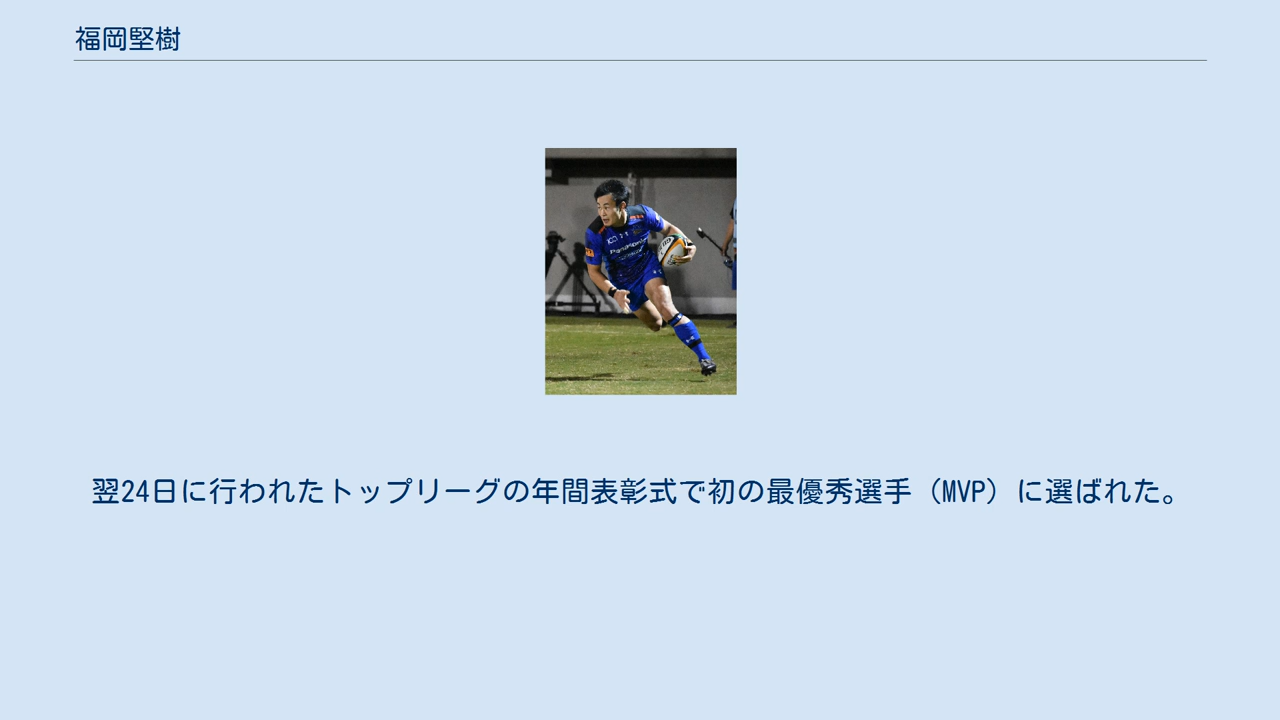 福岡堅樹
Panasonic
翌24日に行われたトップリーグの年間表彰式で初の最優秀選手（MVP）に選ばれた。